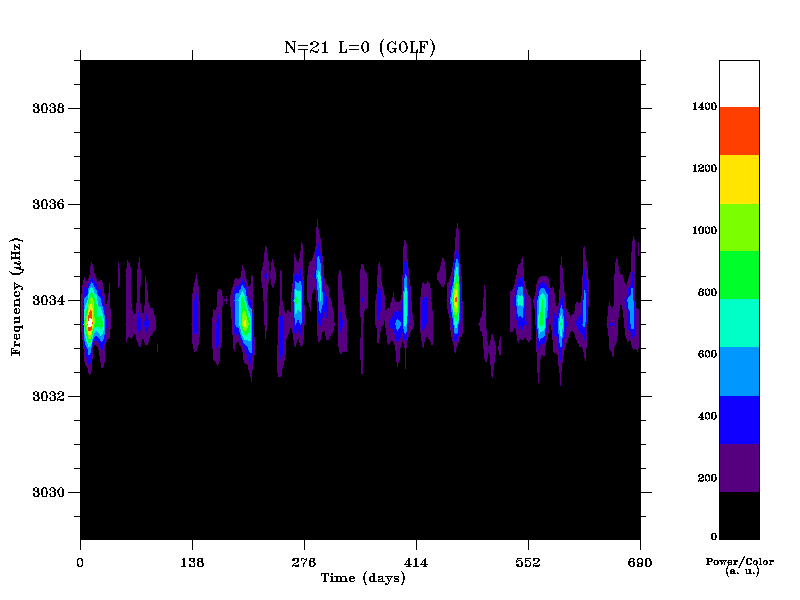 N=21 L=0 (GOLF)
3038
3036
3034
3032
3030
Frequency (μHz)
0 138 276 414 552 690
Time (days)
1400
1200
1000
800
600
400
200
0
Power/Color
(a. u.)